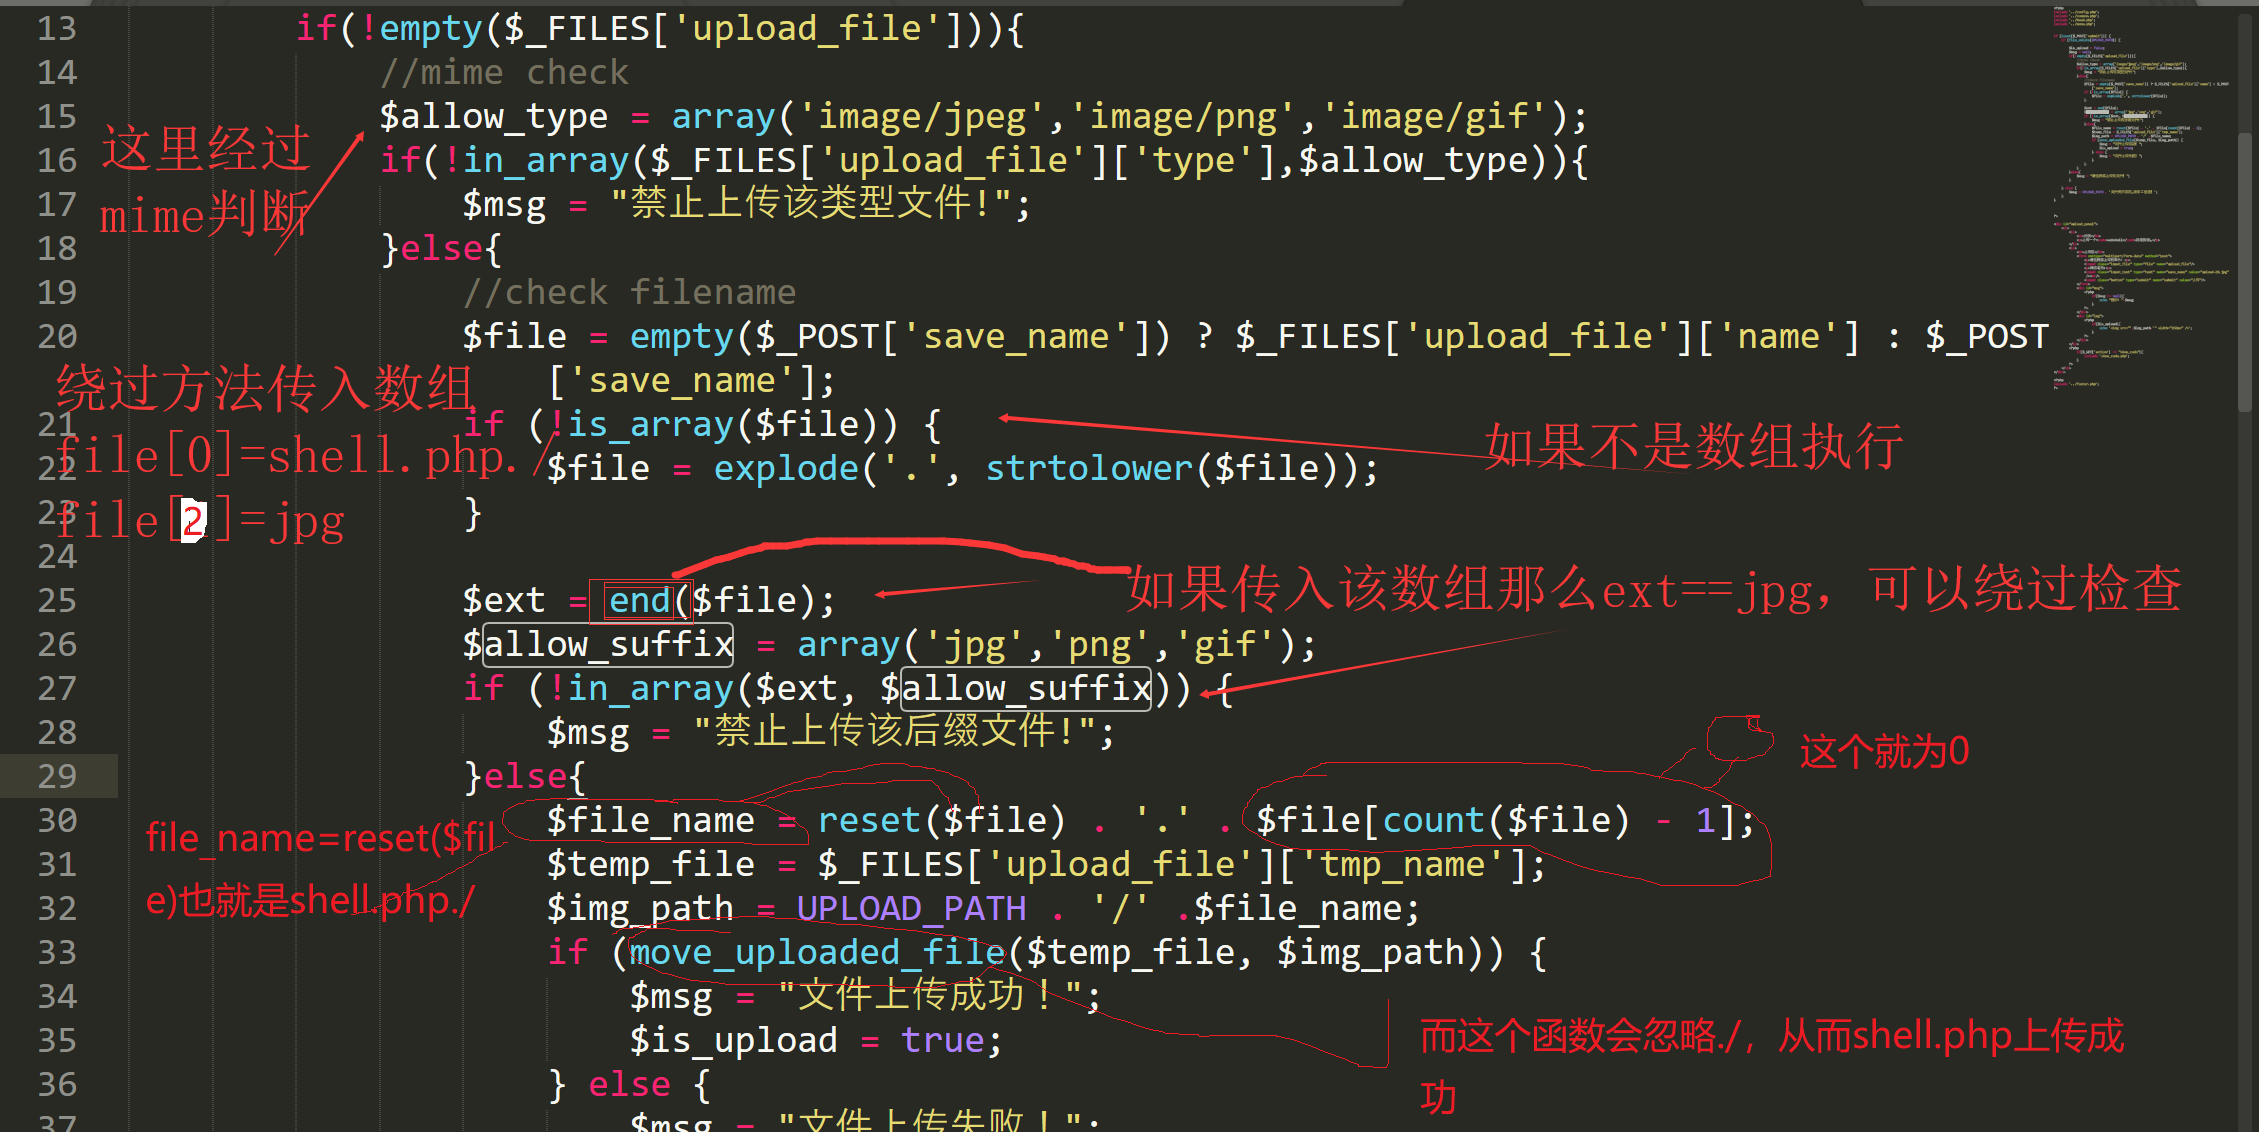 13 if(!empty($_FILES['upload_file'])){
14 //mime check
15 $allow_type = array('image/jpeg','image/png','image/gif');
这里经过
16 if(!in_array($_FILES['upload_file']['type'],$allow_type)){
mime判断
17 $msg = "禁止上传该类型文件!";
18 }else{
19 //check filename
20 $file = empty($_POST['save_name']) ? $_FILES['upload_file']['name'] : $_POST
['save_name'];
绕过方法传入数组
21 if (!is_array($file)) {
如果不是数组执行
file[0]=shell.php./
22 $file = explode('.', strtolower($file));
23 }
file[2]=jpg
24
25 $ext = end($file);
如果传入该数组那么ext==jpg，可以绕过检查
26 $allow_suffix = array('jpg','png','gif');
27 if (!in_array($ext, $allow_suffix)) {
28 $msg = "禁止上传该后缀文件!";
这个就为0
29 }else{
30 $file_name = reset($file) . '.' . $file[count($file) - 1];
file_name=reset($fil
31 $temp_file = $_FILES['upload_file']['tmp_name'];
e)也就是shell.php./
32 $img_path = UPLOAD_PATH . '/' .$file_name;
33 if (move_uploaded_file($temp_file, $img_path)) {
34 $msg = "文件上传成功！";
35 $is_upload = true;
而这个函数会忽略./，从而shell.php上传成
功
36 } else {
37 $msg = "文件上传失败！";